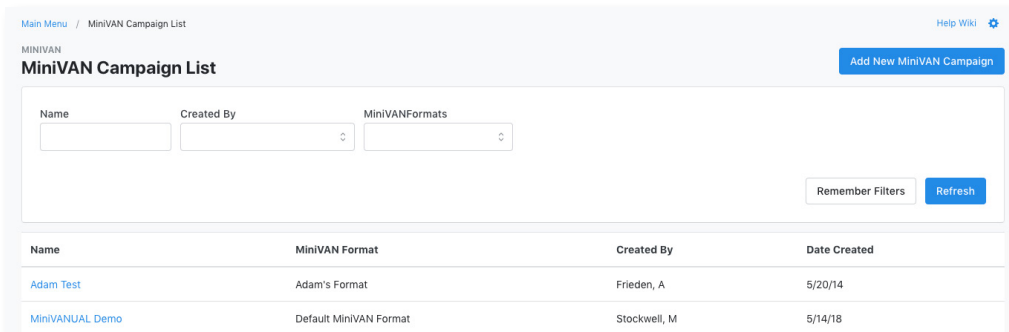 Main Menu / MiniVAN Campaign List
Help Wiki
MINIVAN
MiniVAN Campaign List
Add New MiniVAN Campaign
Name Created By MiniVANFormats
Remember Filters Refresh
Name MiniVAN Format Created By Date Created
Adam Test Adam's Format Frieden, A 5/20/14
MiniVANUAL Demo Default MiniVAN Format Stockwell, M 5/14/18